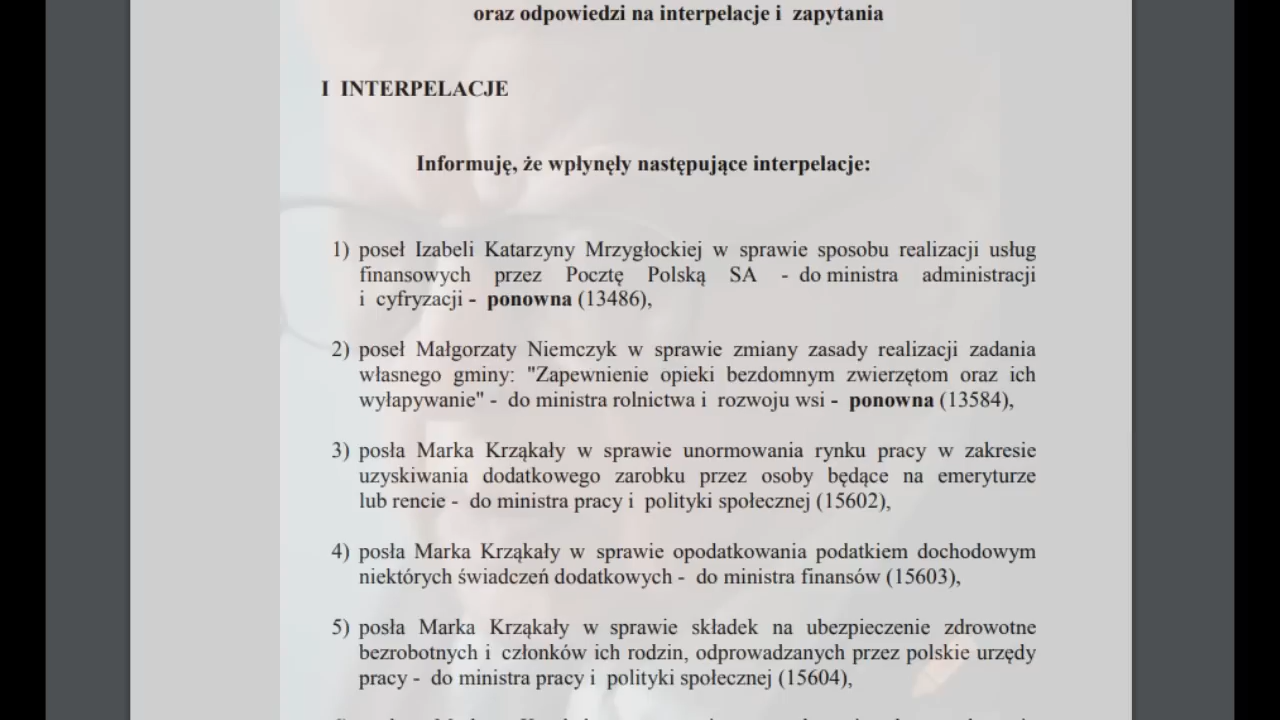 oraz odpowiedzi na interpelacje i zapytania
I INTERPELACJE
Informuję, że wpłynęły następujące interpelacje:
1) poseł Izabeli Katarzyny Mrzygłockiej w sprawie sposobu realizacji usług
finansowych przez Pocztę Polską SA - do ministra administracji
i cyfryzacji - ponowna (13486),
2) poseł Małgorzaty Niemczyk w sprawie zmiany zasady realizacji zadania
własnego gminy: "Zapewnienie opieki bezdomnym zwierzętom oraz ich
wyłapywanie" - do ministra rolnictwa i rozwoju wsi - ponowna (13584),
3) posła Marka Krząkały w sprawie unormowania rynku pracy w zakresie
uzyskiwania dodatkowego zarobku przez osoby będące na emeryturze
lub rencie - do ministra pracy i polityki społecznej (15602),
4) posła Marka Krząkały w sprawie opodatkowania podatkiem dochodowym
niektórych świadczeń dodatkowych - do ministra finansów (15603),
5) posła Marka Krząkały w sprawie składek na ubezpieczenie zdrowotne
bezrobotnych i członków ich rodzin, odprowadzanych przez polskie urzędy
pracy - do ministra pracy i polityki społecznej (15604),